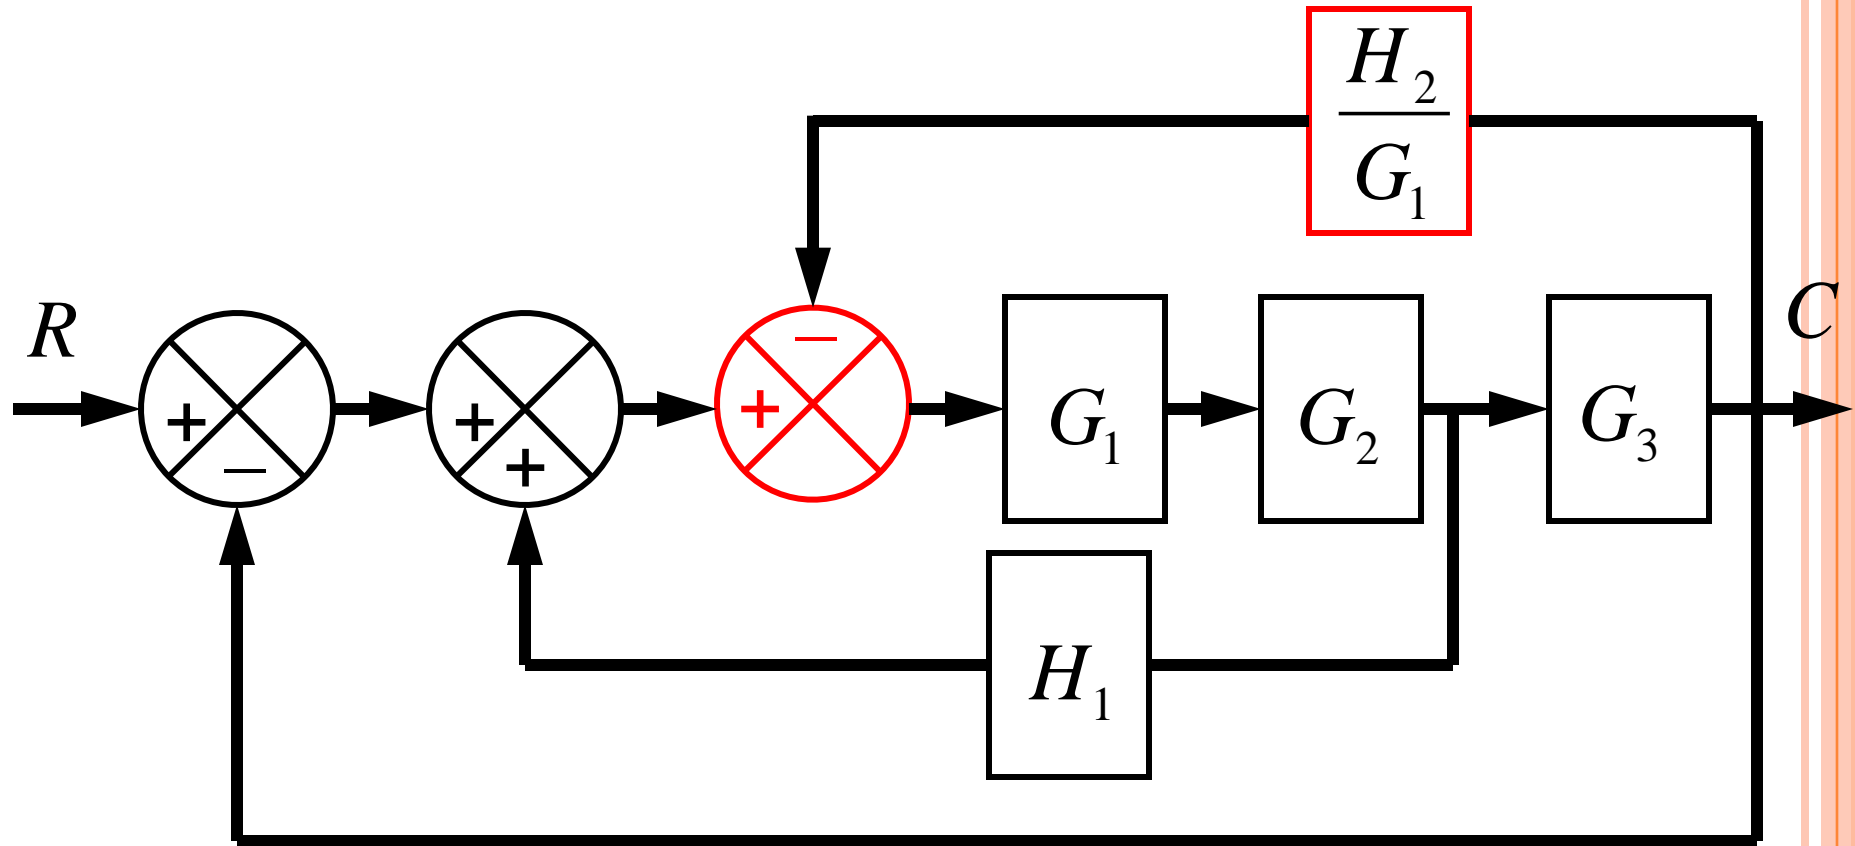 H₂
G₁
R
C
−
+
−
+
+
+
−
G₁
G₂
G₃
H₁